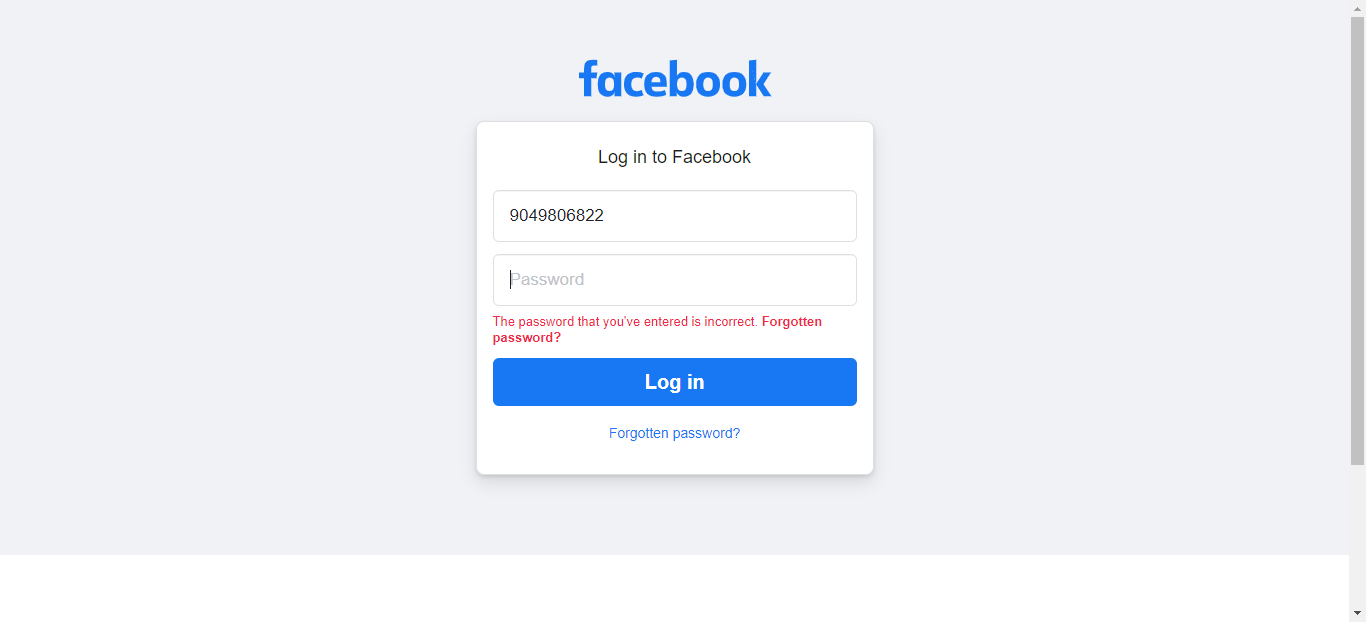 facebook
Log in to Facebook
9049806822
Password
The password that you've entered is incorrect. Forgotten
password?
Log in
Forgotten password?